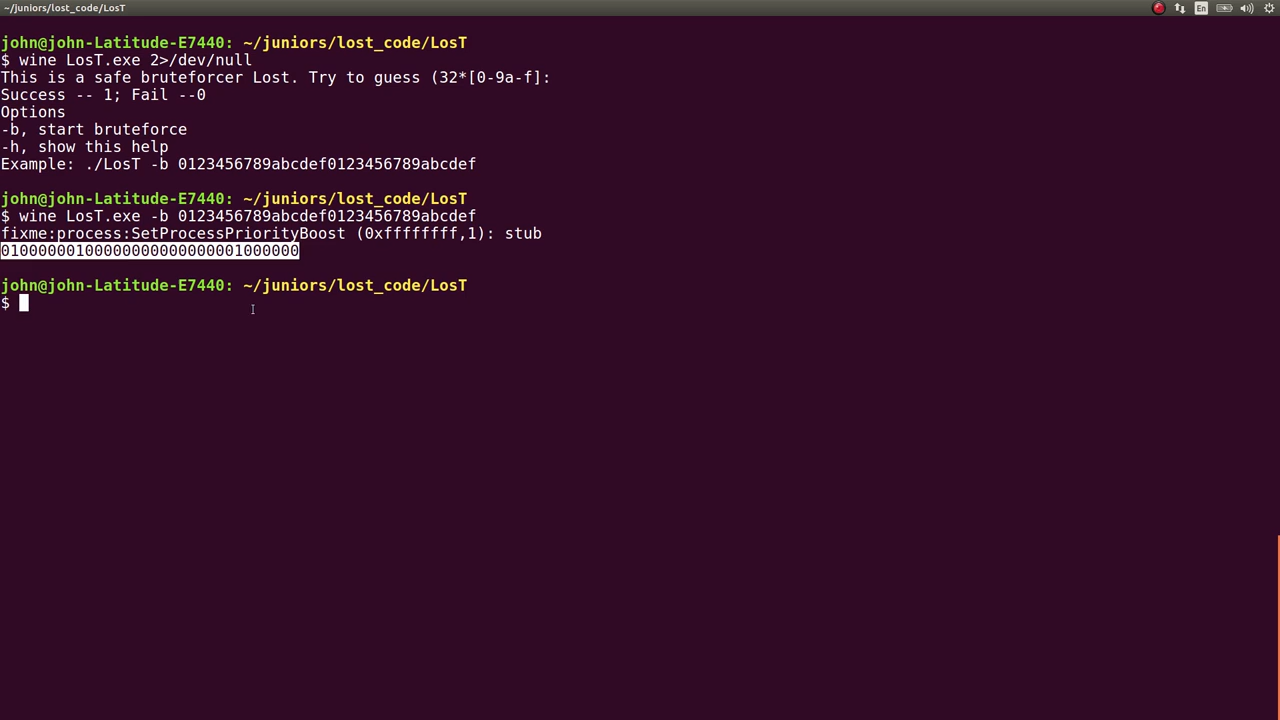 ~/juniors/lost_code/LosT
En
john@john-Latitude-E7440: ~/juniors/lost_code/LosT
$ wine LosT.exe 2>/dev/null
This is a safe bruteforcer Lost. Try to guess (32*[0-9a-f]:
Success -- 1; Fail --0
Options
-b, start bruteforce
-h, show this help
Example: ./LosT -b 0123456789abcdef0123456789abcdef
john@john-Latitude-E7440: ~/juniors/lost_code/LosT
$ wine LosT.exe -b 0123456789abcdef0123456789abcdef
fixme:process:SetProcessPriorityBoost (0xffffffff,1): stub
01000000100000000000000001000000
john@john-Latitude-E7440: ~/juniors/lost_code/LosT
$